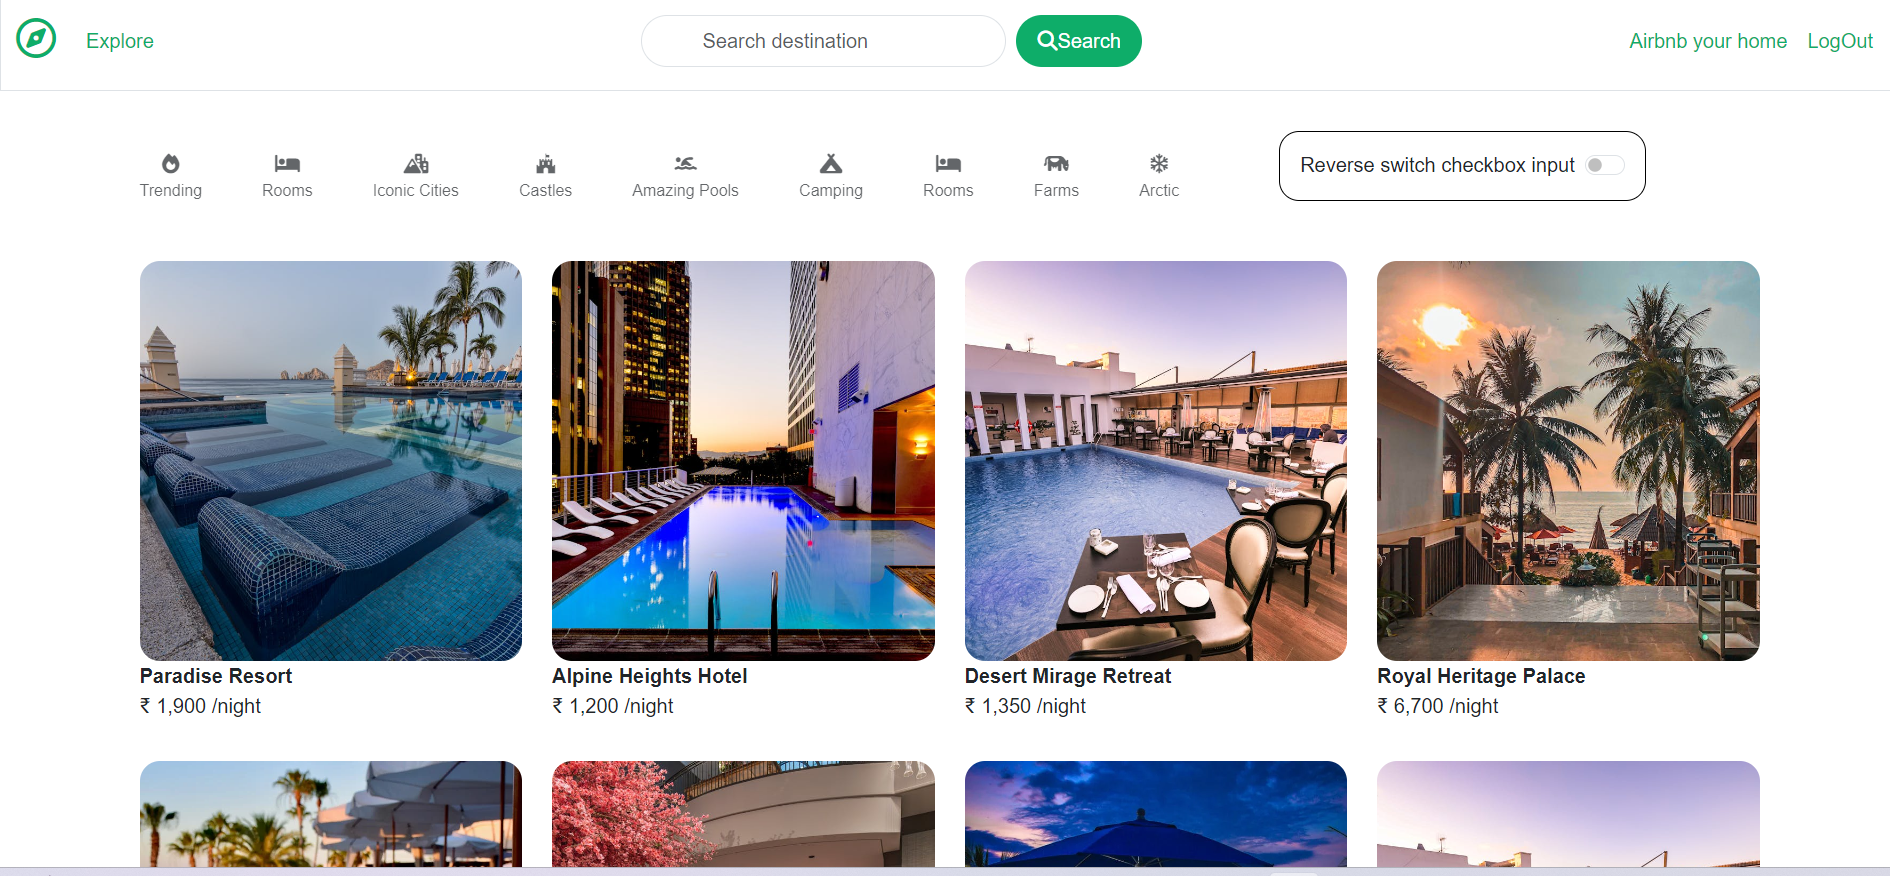 Explore
Search destination
Search
Airbnb your home
LogOut
Trending
Rooms
Iconic Cities
Castles
Amazing Pools
Camping
Rooms
Farms
Arctic
Reverse switch checkbox input
Paradise Resort
₹ 1,900 /night
Alpine Heights Hotel
₹ 1,200 /night
Desert Mirage Retreat
₹ 1,350 /night
Royal Heritage Palace
₹ 6,700 /night